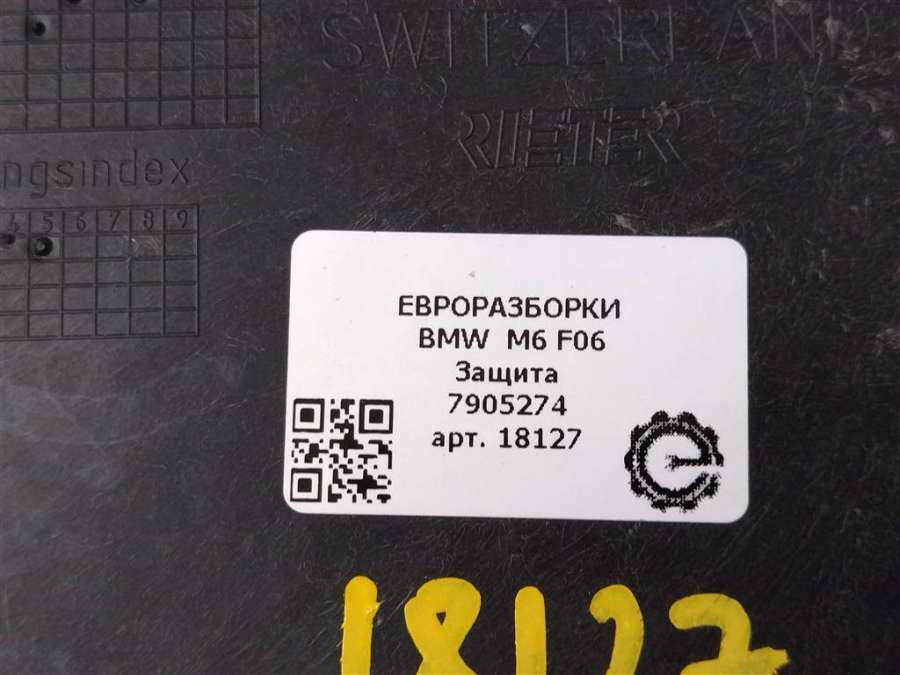 SWITZERLAND
RIETER
ngsindex
4 5 6 7 8 9
ЕВРОРАЗБОРКИ
BMW M6 F06
Защита
7905274
арт. 18127
18127